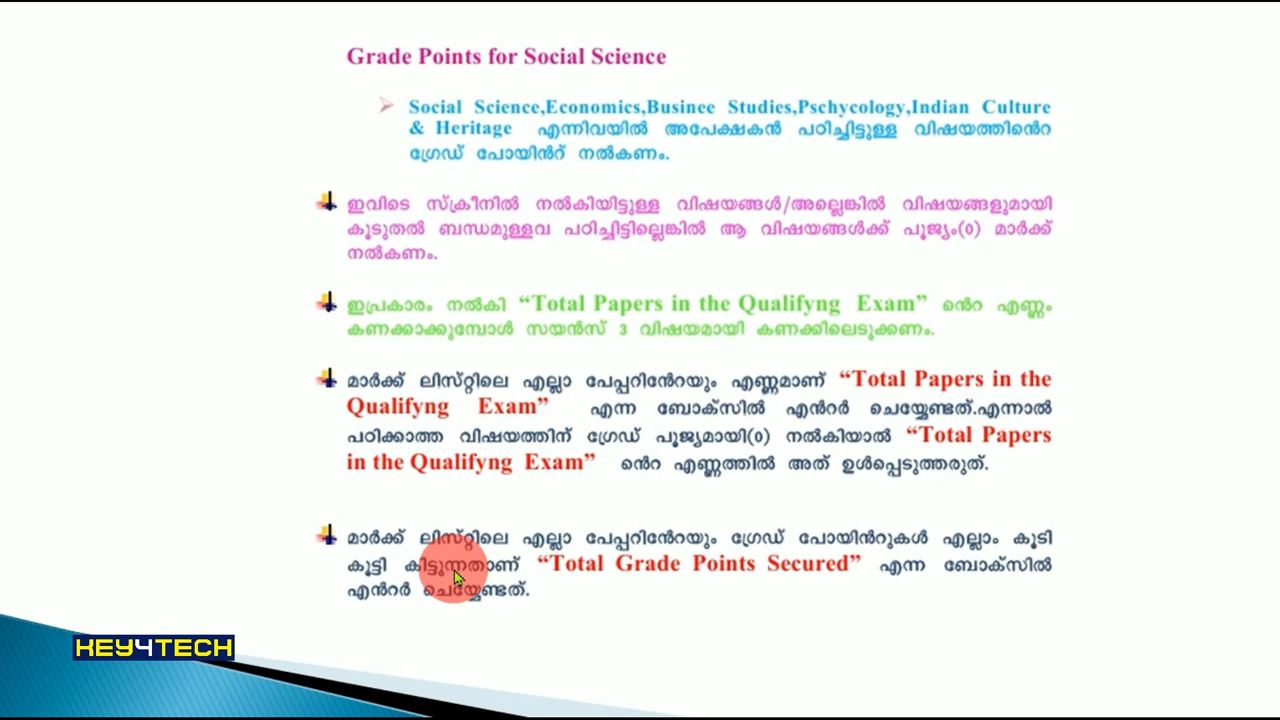 Grade Points for Social Science
Social Science,Economics,Businee Studies,Pschycology,Indian Culture
& Heritage എന്നിവയിൽ അപേക്ഷകൻ പഠിച്ചിട്ടുള്ള വിഷയത്തിൻെറ
ഗ്രേഡ് പോയിൻറ് നൽകണം.
ഇവിടെ സ്ക്രീനിൽ നൽകിയിട്ടുള്ള വിഷയങ്ങൾ/അല്ലെങ്കിൽ വിഷയങ്ങളുമായി
കൂടുതൽ ബന്ധമുള്ളവ പഠിച്ചിട്ടില്ലെങ്കിൽ ആ വിഷയങ്ങൾക്ക് പൂജ്യം(0) മാർക്ക്
നൽകണം.
ഇപ്രകാരം നൽകി “Total Papers in the Qualifyng Exam” ൻെറ എണ്ണം
കണക്കാക്കുമ്പോൾ സയൻസ് 3 വിഷയമായി കണക്കിലെടുക്കണം.
മാർക്ക് ലിസ്റ്റിലെ എല്ലാ പേപ്പറിൻേറയും എണ്ണമാണ് “Total Papers in the
Qualifyng Exam” എന്ന ബോക്സിൽ എൻറർ ചെയ്യേണ്ടത്.എന്നാൽ
പഠിക്കാത്ത വിഷയത്തിന് ഗ്രേഡ് പൂജ്യമായി(0) നൽകിയാൽ “Total Papers
in the Qualifyng Exam” ൻെറ എണ്ണത്തിൽ അത് ഉൾപ്പെടുത്തരുത്.
മാർക്ക് ലിസ്റ്റിലെ എല്ലാ പേപ്പറിൻേറയും ഗ്രേഡ് പോയിൻറുകൾ എല്ലാം കൂടി
കൂട്ടി കിട്ടുന്നതാണ് “Total Grade Points Secured” എന്ന ബോക്സിൽ
എൻറർ ചെയ്യേണ്ടത്.
KEY4TECH